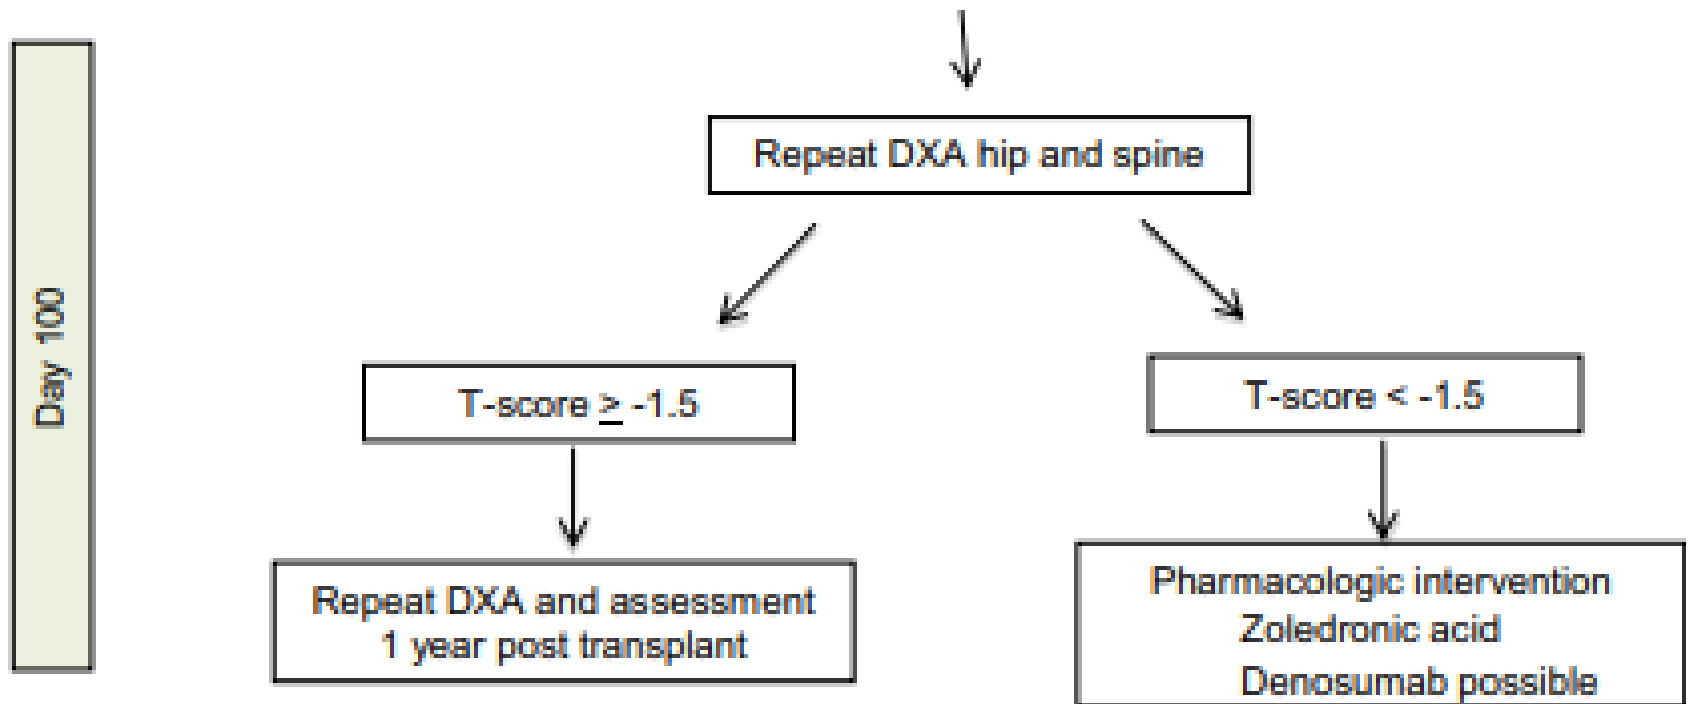 Day 100
Repeat DXA hip and spine
T-score ≥ -1.5
T-score < -1.5
Repeat DXA and assessment
1 year post transplant
Pharmacologic intervention
Zoledronic acid
Denosumab possible